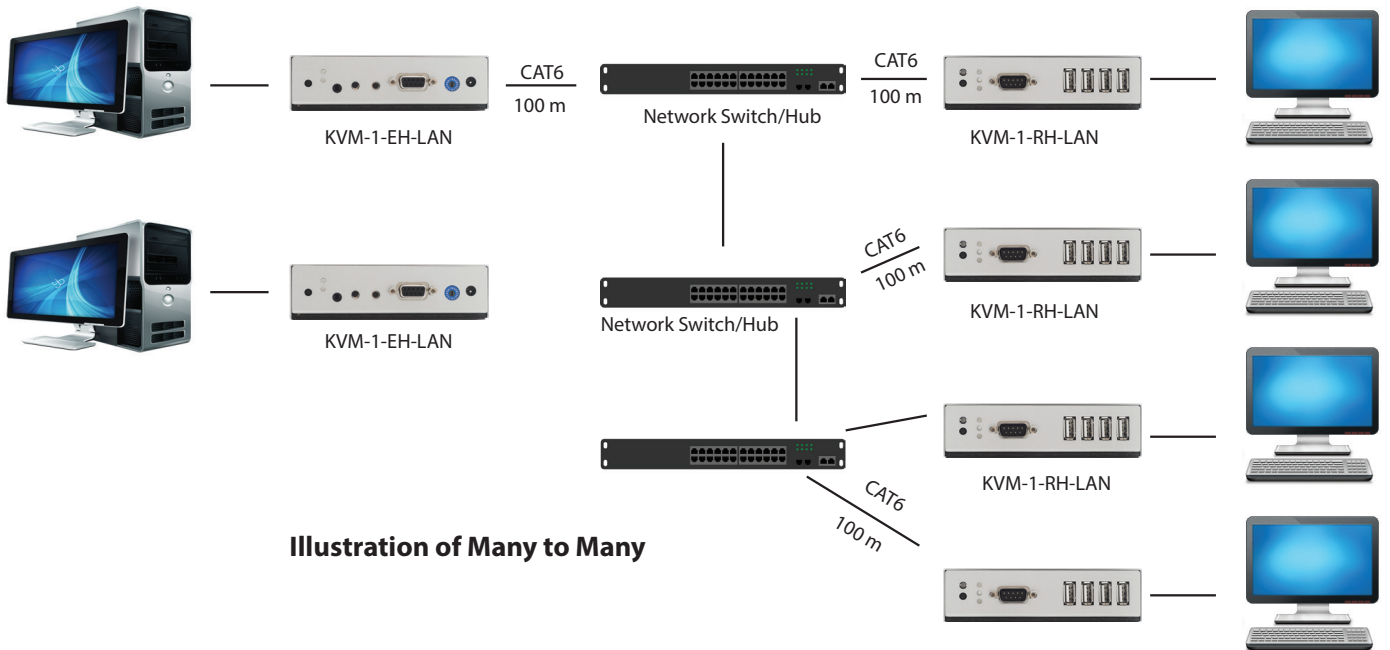 CAT6
100 m
CAT6
100 m
KVM-1-EH-LAN
Network Switch/Hub
KVM-1-RH-LAN
CAT6
100 m
KVM-1-EH-LAN
Network Switch/Hub
KVM-1-RH-LAN
KVM-1-RH-LAN
CAT6
100 m
Illustration of Many to Many